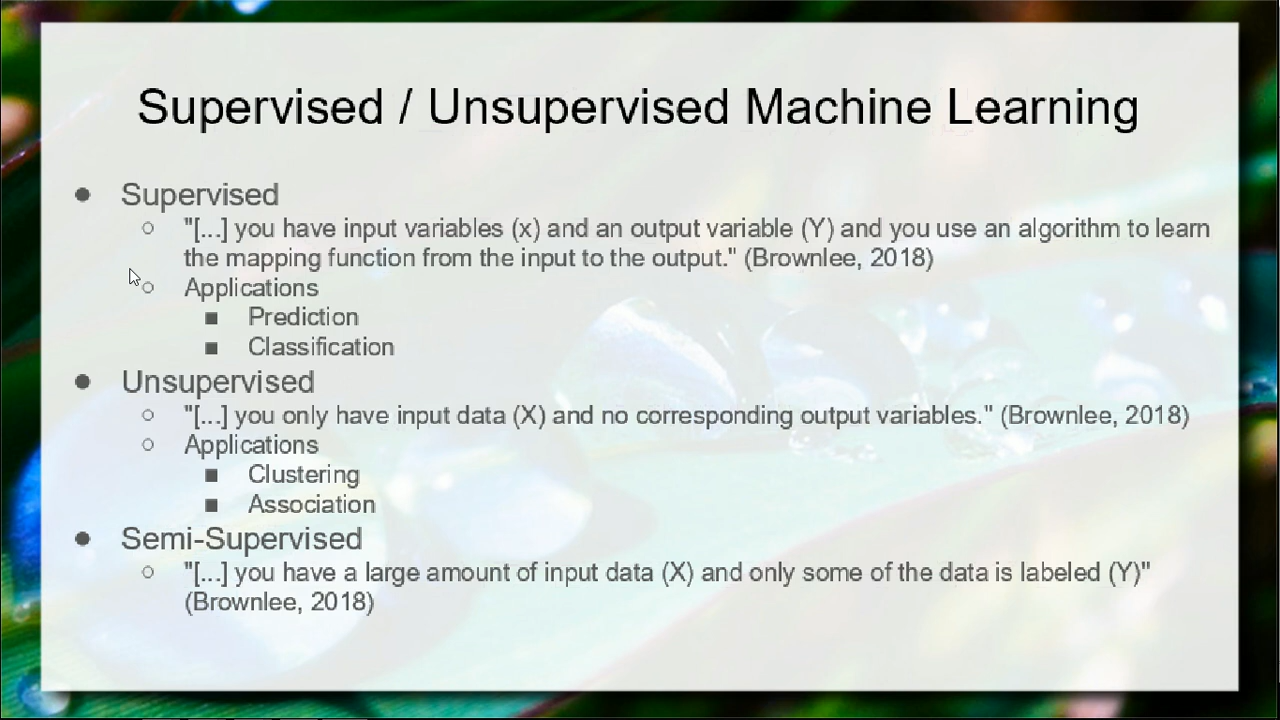 Supervised / Unsupervised Machine Learning
● Supervised
○ "[...] you have input variables (x) and an output variable (Y) and you use an algorithm to learn
the mapping function from the input to the output." (Brownlee, 2018)
○ Applications
■ Prediction
■ Classification
● Unsupervised
○ "[...] you only have input data (X) and no corresponding output variables." (Brownlee, 2018)
○ Applications
■ Clustering
■ Association
● Semi-Supervised
○ "[...] you have a large amount of input data (X) and only some of the data is labeled (Y)"
(Brownlee, 2018)